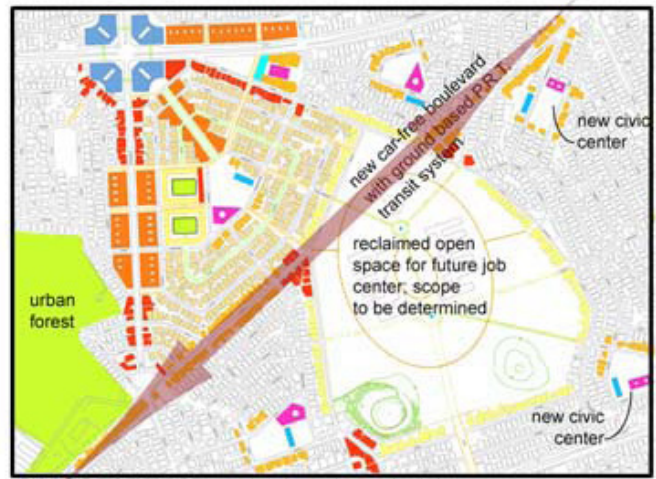 new car-free boulevard
with ground based P.R.T.
transit system
new civic
center
reclaimed open
space for future job
center; scope
to be determined
urban
forest
new civic
center